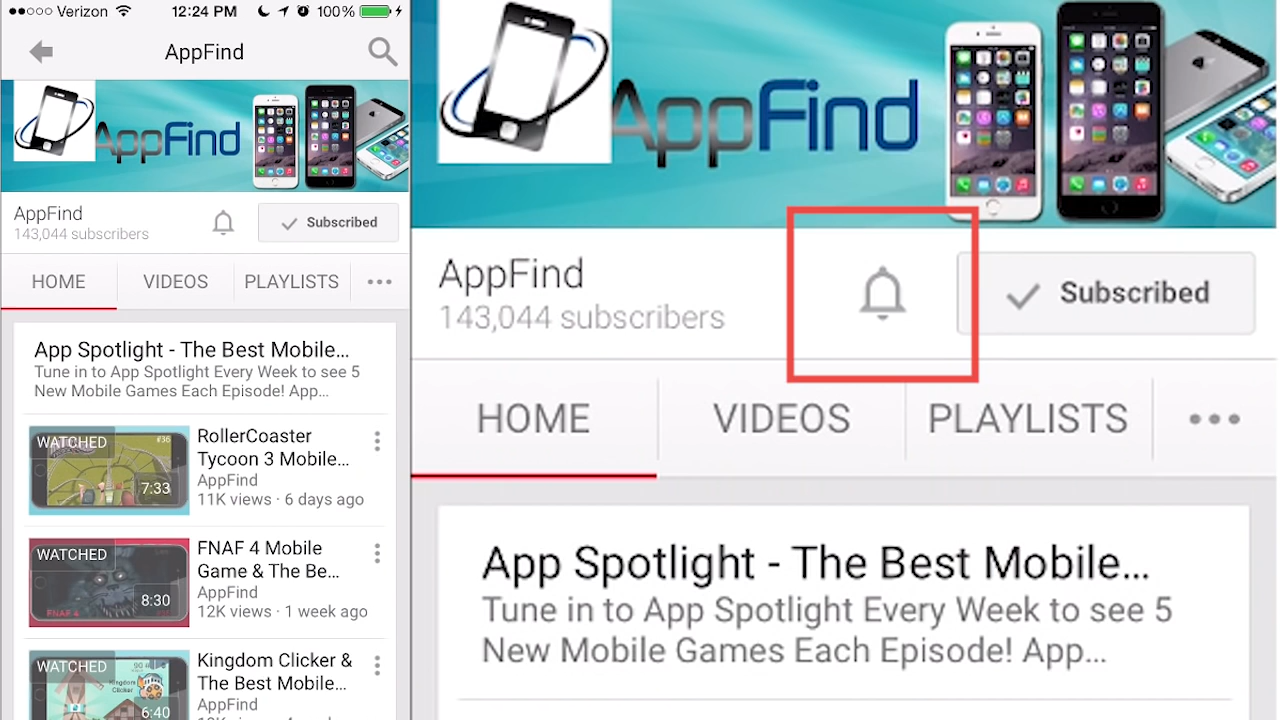 Verizon 12:24 PM 100%
AppFind
AppFind
AppFind
143,044 subscribers
Subscribed
HOME VIDEOS PLAYLISTS
App Spotlight - The Best Mobile...
Tune in to App Spotlight Every Week to see 5
New Mobile Games Each Episode! App...
WATCHED
#36
7:33
RollerCoaster
Tycoon 3 Mobile...
AppFind
11K views · 6 days ago
WATCHED
FNAF 4
8:30
FNAF 4 Mobile
Game & The Be...
AppFind
12K views · 1 week ago
WATCHED
Kingdom
Clicker
6:40
Kingdom Clicker &
The Best Mobile...
AppFind
AppFind
AppFind
143,044 subscribers
Subscribed
HOME VIDEOS PLAYLISTS
App Spotlight - The Best Mobile...
Tune in to App Spotlight Every Week to see 5
New Mobile Games Each Episode! App...